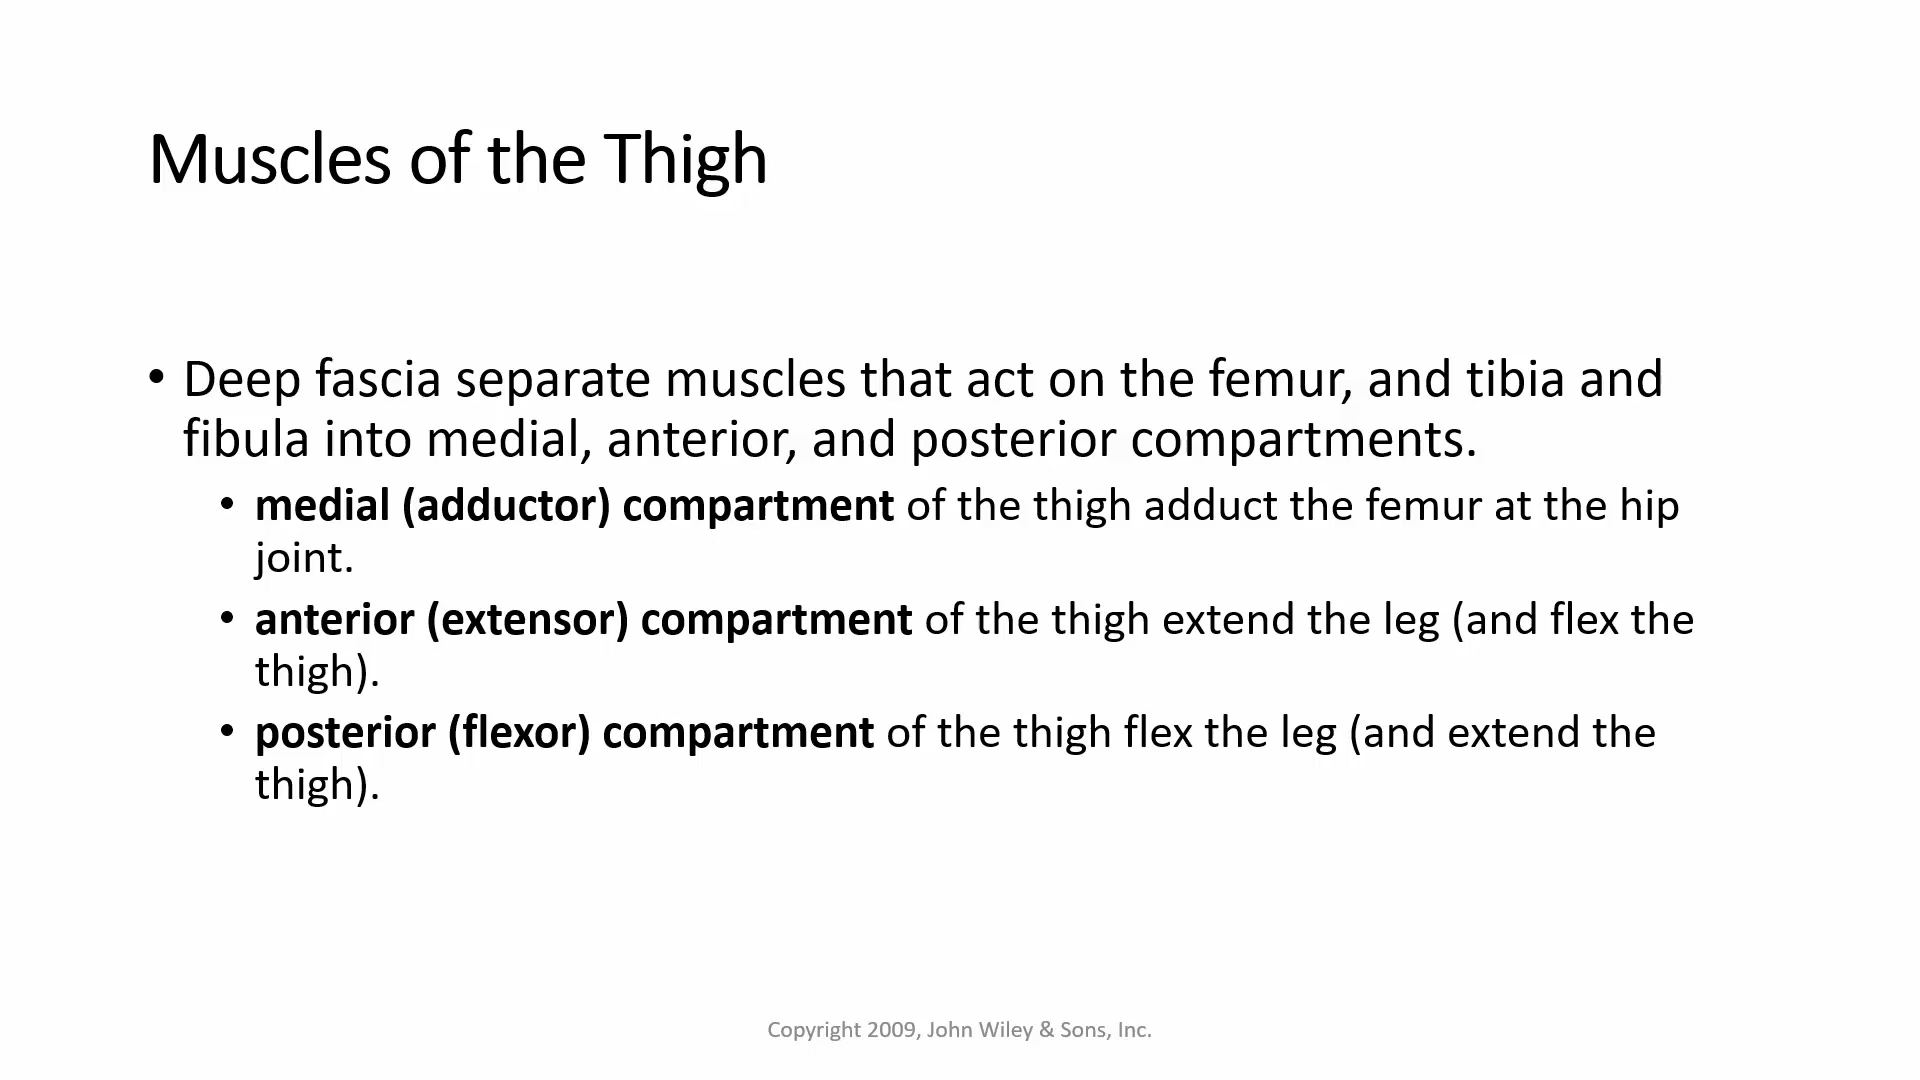 Muscles of the Thigh
• Deep fascia separate muscles that act on the femur, and tibia and
fibula into medial, anterior, and posterior compartments.
• medial (adductor) compartment of the thigh adduct the femur at the hip
joint.
• anterior (extensor) compartment of the thigh extend the leg (and flex the
thigh).
• posterior (flexor) compartment of the thigh flex the leg (and extend the
thigh).
Copyright 2009, John Wiley & Sons, Inc.